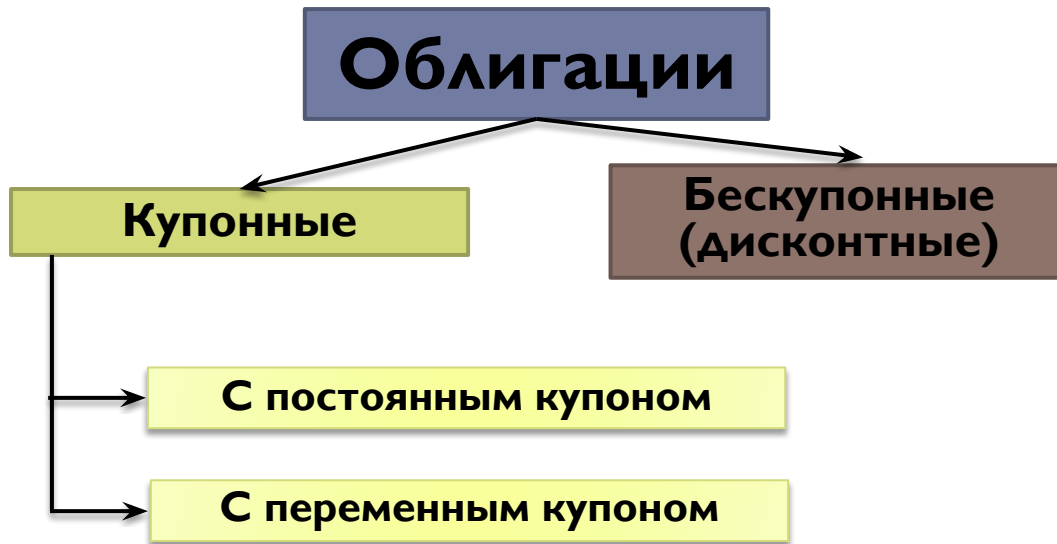 Облигации
Купонные
Бескупонные
(дисконтные)
С постоянным купоном
С переменным купоном